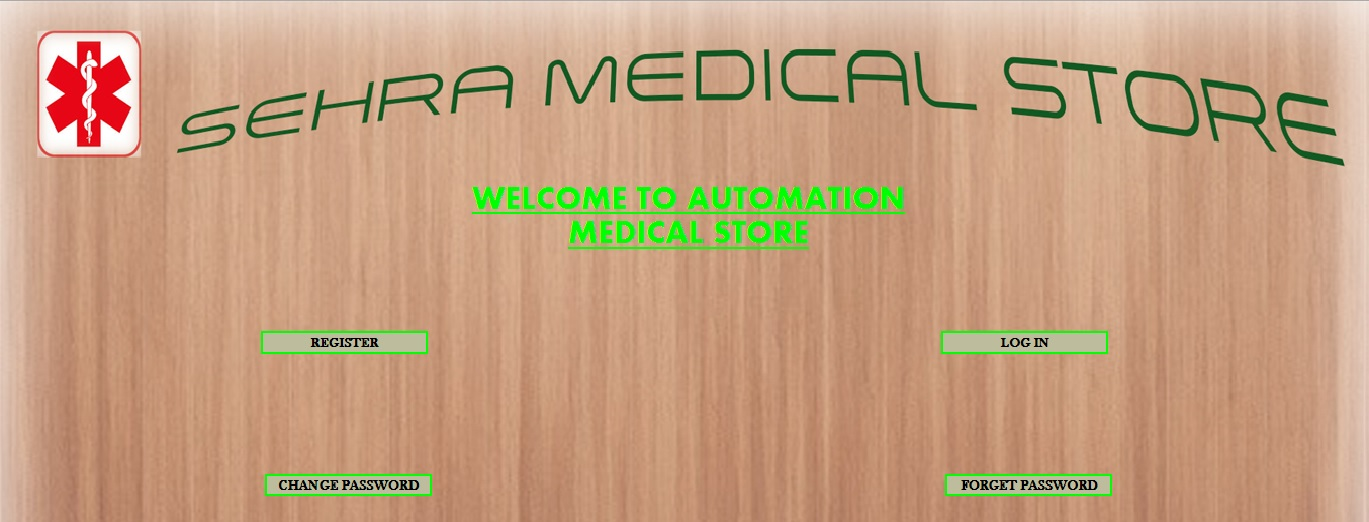 SEHRA MEDICAL STORE
WELCOME TO AUTOMATION
MEDICAL STORE
REGISTER
LOG IN
CHANGE PASSWORD
FORGET PASSWORD